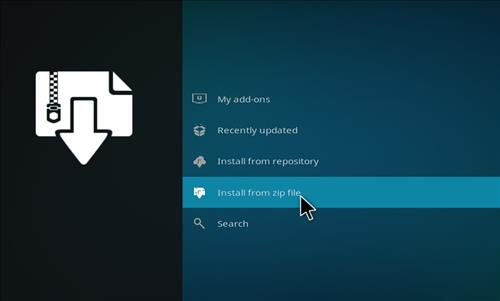 My add-ons
Recently updated
Install from repository
Install from zip file
Search